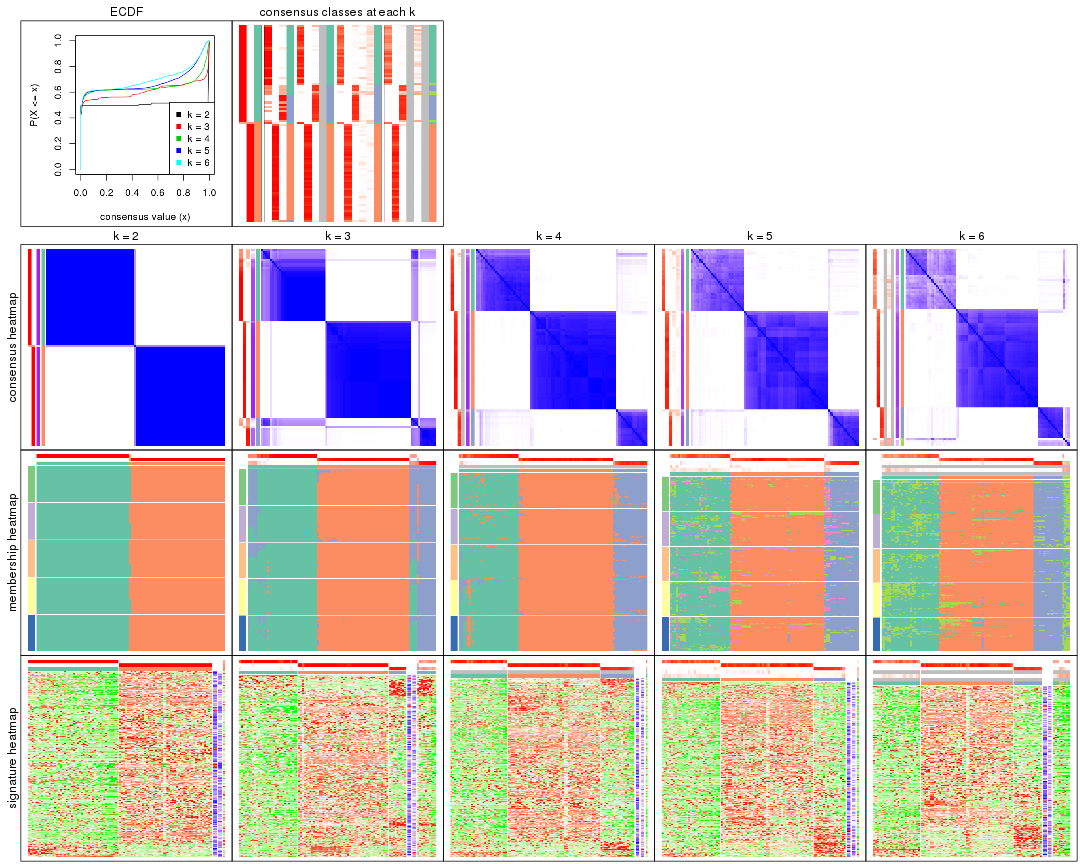 ECDF
consensus classes at each k
P(X <= x)
0.0 0.2 0.4 0.6 0.8 1.0
k = 2
k = 3
k = 4
k = 5
k = 6
0.0 0.2 0.4 0.6 0.8 1.0
consensus value (x)
k = 2
k = 3
k = 4
k = 5
k = 6
consensus heatmap
membership heatmap
signature heatmap